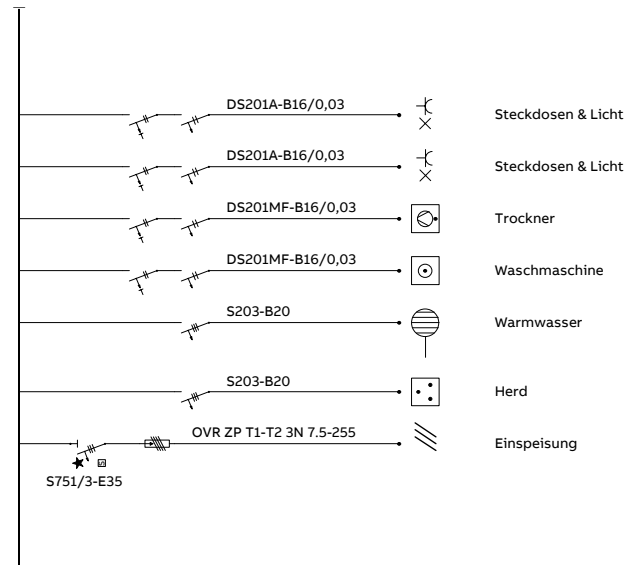 DS201A-B16/0,03
Steckdosen & Licht
DS201A-B16/0,03
Steckdosen & Licht
DS201MF-B16/0,03
Trockner
DS201MF-B16/0,03
Waschmaschine
S203-B20
Warmwasser
S203-B20
Herd
OVR ZP T1-T2 3N 7.5-255
Einspeisung
S751/3-E35